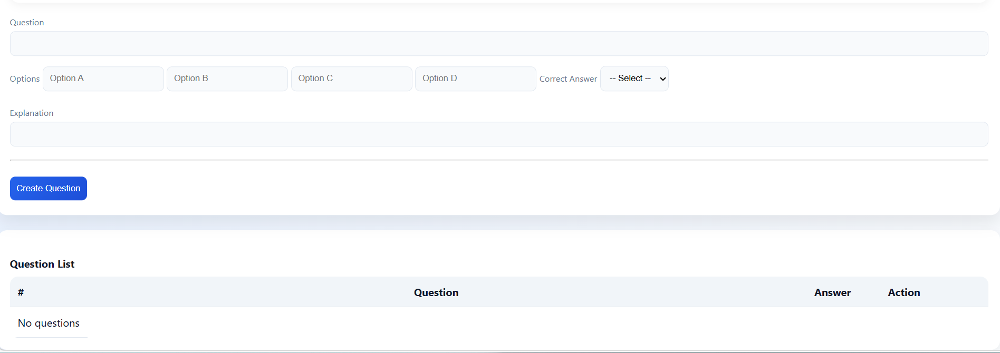 Question
Options Option A Option B Option C Option D Correct Answer -- Select --
Explanation
Create Question
Question List
# Question Answer Action
No questions